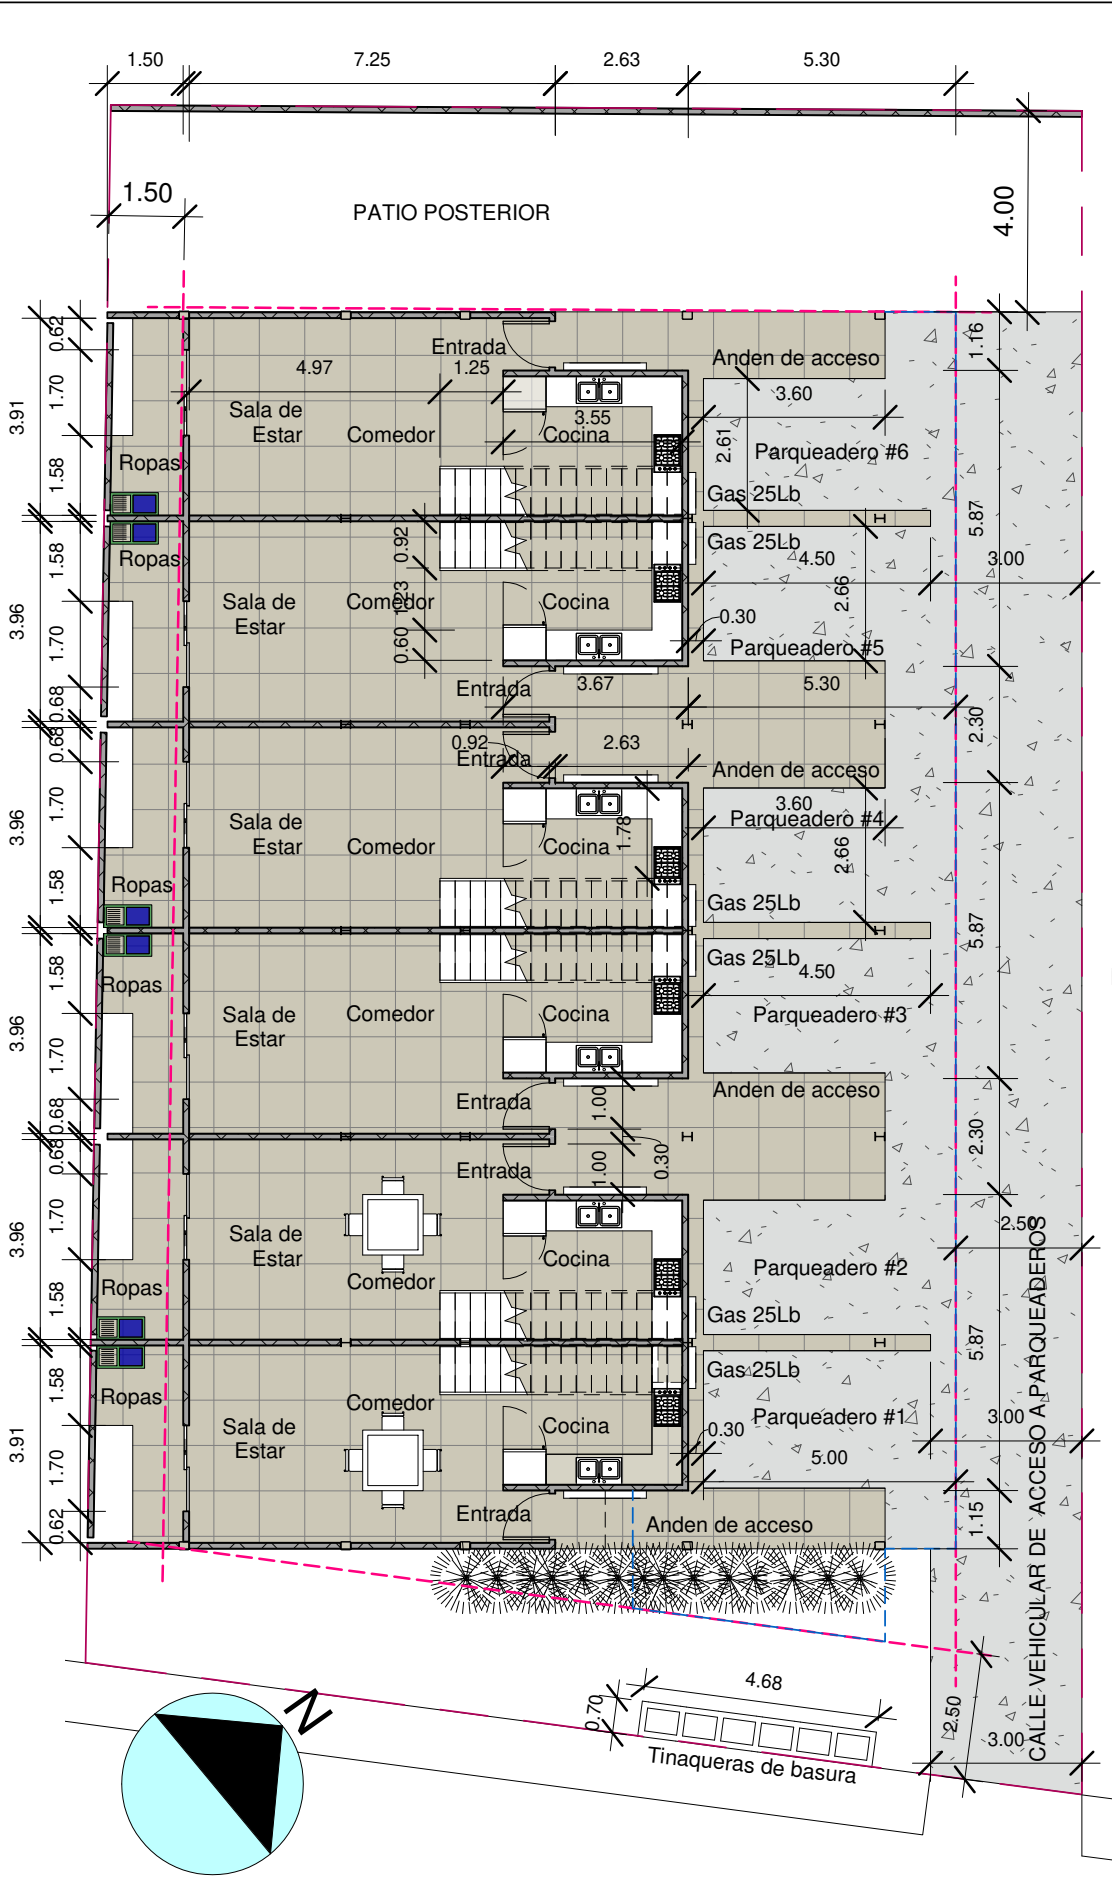 1.50
7.25
2.63
5.30
1.50
PATIO POSTERIOR
4.00
0.62
Entrada
Anden de acceso
1.16
4.97
1.25
1.70
3.60
3.91
Sala de
Estar
Comedor
3.55
Cocina
2.61
Parqueadero #6
Ropas
1.58
Gas 25Lb
5.87
Ropas
1.58
0.92
Gas 25Lb
4.50
3.00
3.96
Sala de
Estar
Comedor
1.23
Cocina
2.66
0.30
1.70
0.60
Parqueadero #5
0.68
Entrada
3.67
5.30
2.30
0.68
0.92
Entrada
2.63
Anden de acceso
1.70
3.60
3.96
Sala de
Estar
Comedor
Cocina
1.78
Parqueadero #4
2.66
Ropas
1.58
Gas 25Lb
5.87
1.58
Gas 25Lb
4.50
Ropas
3.96
Sala de
Estar
Comedor
Cocina
Parqueadero #3
1.70
0.68
Entrada
1.00
Anden de acceso
2.30
0.68
Entrada
1.00
0.30
1.70
2.50
3.96
Sala de
Estar
Comedor
Cocina
Parqueadero #2
Ropas
1.58
Gas 25Lb
5.87
1.58
Gas 25Lb
Ropas
Comedor
3.91
Sala de
Estar
Cocina
Parqueadero #1
3.00
0.30
1.70
5.00
0.62
Entrada
Anden de acceso
1.15
CALLE VEHICULAR DE ACCESO A PARQUEADEROS
N
0.70
4.68
2.50
3.00
Tinaqueras de basura